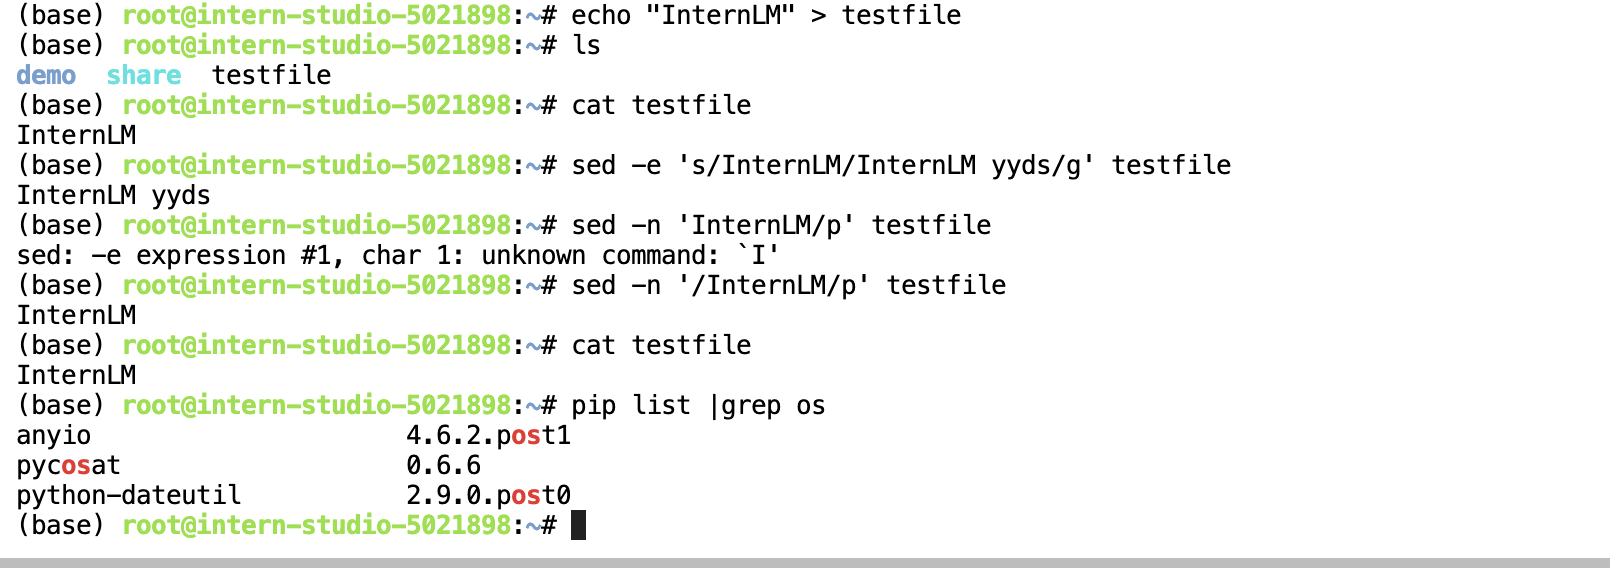 (base) root@intern-studio-5021898:~# echo "InternLM" > testfile
(base) root@intern-studio-5021898:~# ls
demo  share  testfile
(base) root@intern-studio-5021898:~# cat testfile
InternLM
(base) root@intern-studio-5021898:~# sed -e 's/InternLM/InternLM yyds/g' testfile
InternLM yyds
(base) root@intern-studio-5021898:~# sed -n 'InternLM/p' testfile
sed: -e expression #1, char 1: unknown command: `I'
(base) root@intern-studio-5021898:~# sed -n '/InternLM/p' testfile
InternLM
(base) root@intern-studio-5021898:~# cat testfile
InternLM
(base) root@intern-studio-5021898:~# pip list |grep os
anyio                     4.6.2.post1
pycosat                   0.6.6
python-dateutil           2.9.0.post0
(base) root@intern-studio-5021898:~#